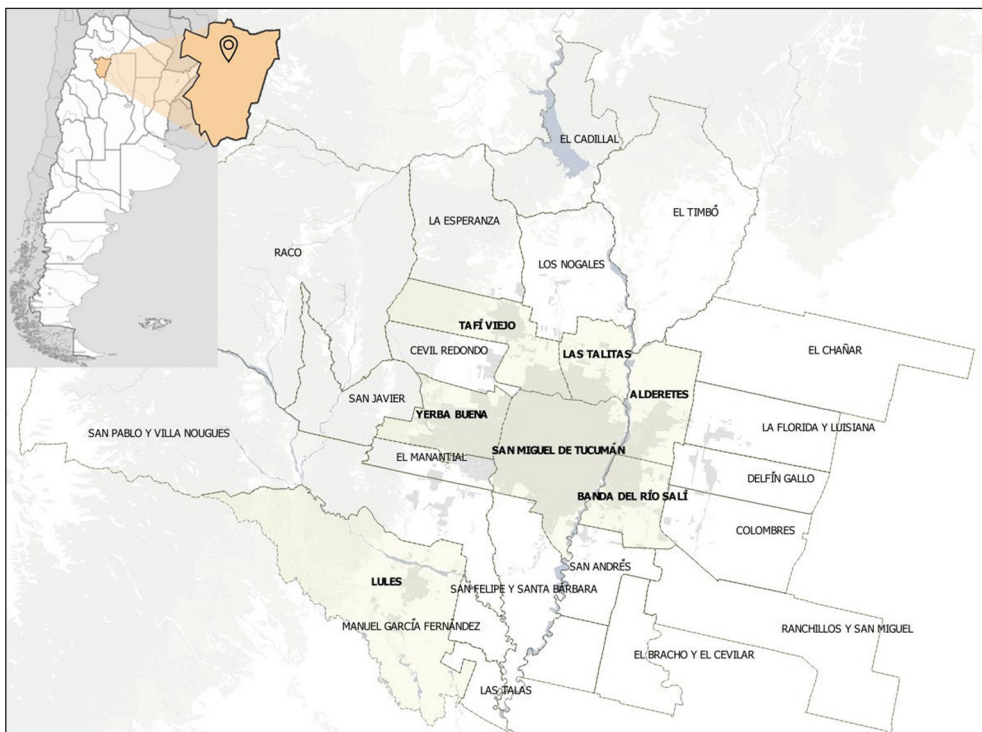 EL CADILLAL
EL TIMBÓ
LA ESPERANZA
RACO
LOS NOGALES
TAFÍ VIEJO
CEVIL REDONDO
LAS TALITAS
EL CHAÑAR
SAN JAVIER
ALDERETES
YERBA BUENA
LA FLORIDA Y LUISIANA
SAN PABLO Y VILLA NOUGUES
SAN MIGUEL DE TUCUMÁN
EL MANANTIAL
DELFÍN GALLO
BANDA DEL RÍO SALÍ
COLOMBRES
SAN ANDRÉS
LULES
SAN FELIPE Y SANTA BÁRBARA
MANUEL GARCÍA FERNÁNDEZ
RANCHILLOS Y SAN MIGUEL
EL BRACHO Y EL CEVILAR
LAS TALAS